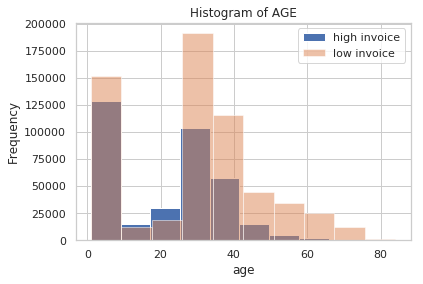 Histogram of AGE
200000
175000
150000
125000
100000
75000
50000
25000
0
Frequency
high invoice
low invoice
0 20 40 60 80
age